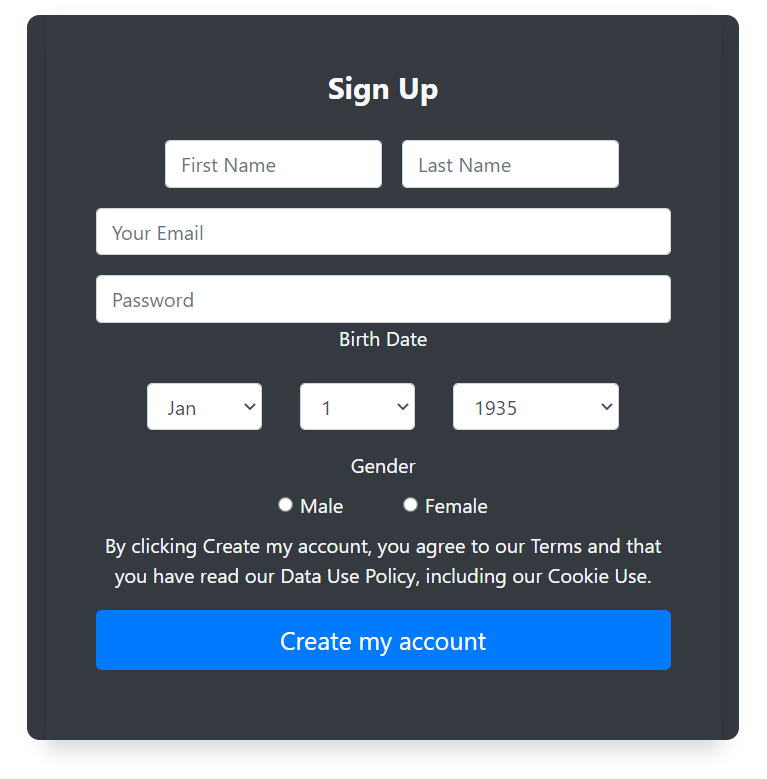 Sign Up
First Name Last Name
Your Email
Password
Birth Date
Jan 1 1935
Gender
Male Female
By clicking Create my account, you agree to our Terms and that
you have read our Data Use Policy, including our Cookie Use.
Create my account